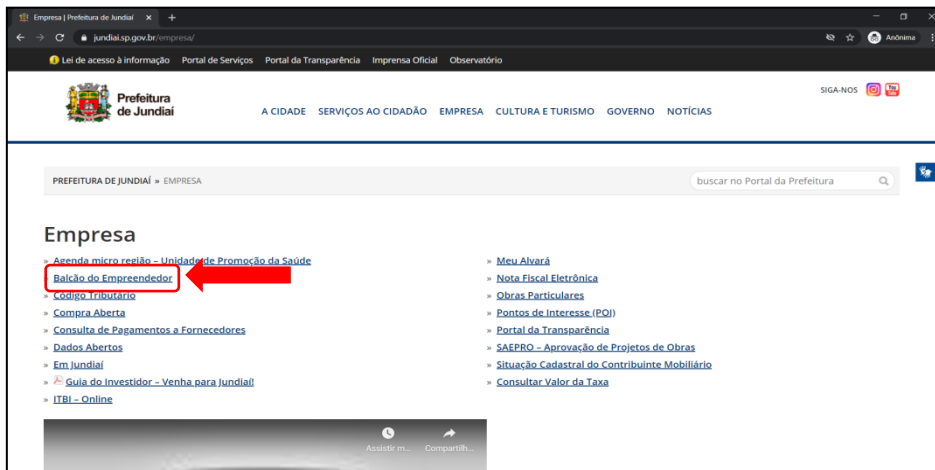 Empresa | Prefeitura de Jundiaí × +
jundiai.sp.gov.br/empresa/ Anônima
Lei de acesso à informação Portal de Serviços Portal da Transparência Imprensa Oficial Observatório
Prefeitura
de Jundiaí
A CIDADE SERVIÇOS AO CIDADÃO EMPRESA CULTURA E TURISMO GOVERNO NOTÍCIAS
SIGA-NOS You Tube
PREFEITURA DE JUNDIAÍ » EMPRESA
buscar no Portal da Prefeitura
Empresa
» Agenda micro região – Unidade de Promoção da Saúde
» Balcão do Empreendedor
» Código Tributário
» Compra Aberta
» Consulta de Pagamentos a Fornecedores
» Dados Abertos
» Em Jundiaí
» Guia do Investidor – Venha para Jundiaí!
» ITBI – Online
» Meu Alvará
» Nota Fiscal Eletrônica
» Obras Particulares
» Pontos de Interesse (POI)
» Portal da Transparência
» SAEPRO – Aprovação de Projetos de Obras
» Situação Cadastral do Contribuinte Mobiliário
» Consultar Valor da Taxa
Assistir m... Compartilh...